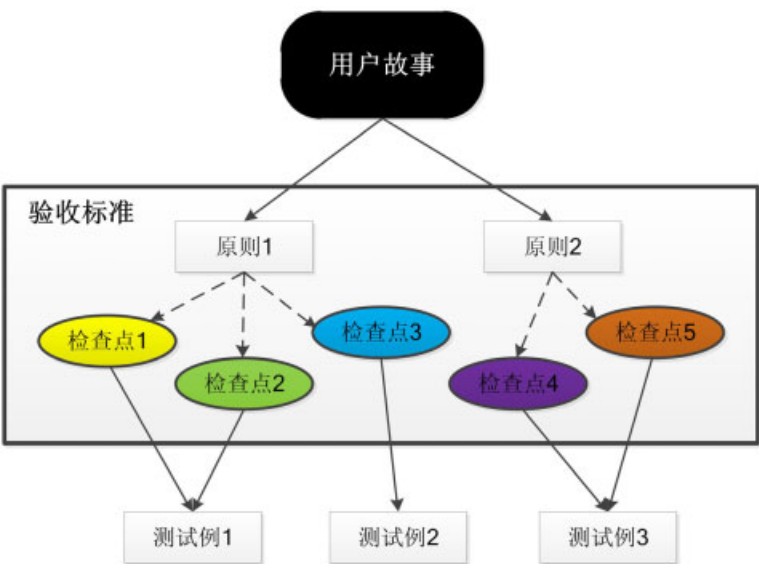 用户故事
验收标准
原则1
原则2
检查点1
检查点2
检查点3
检查点4
检查点5
测试例1
测试例2
测试例3